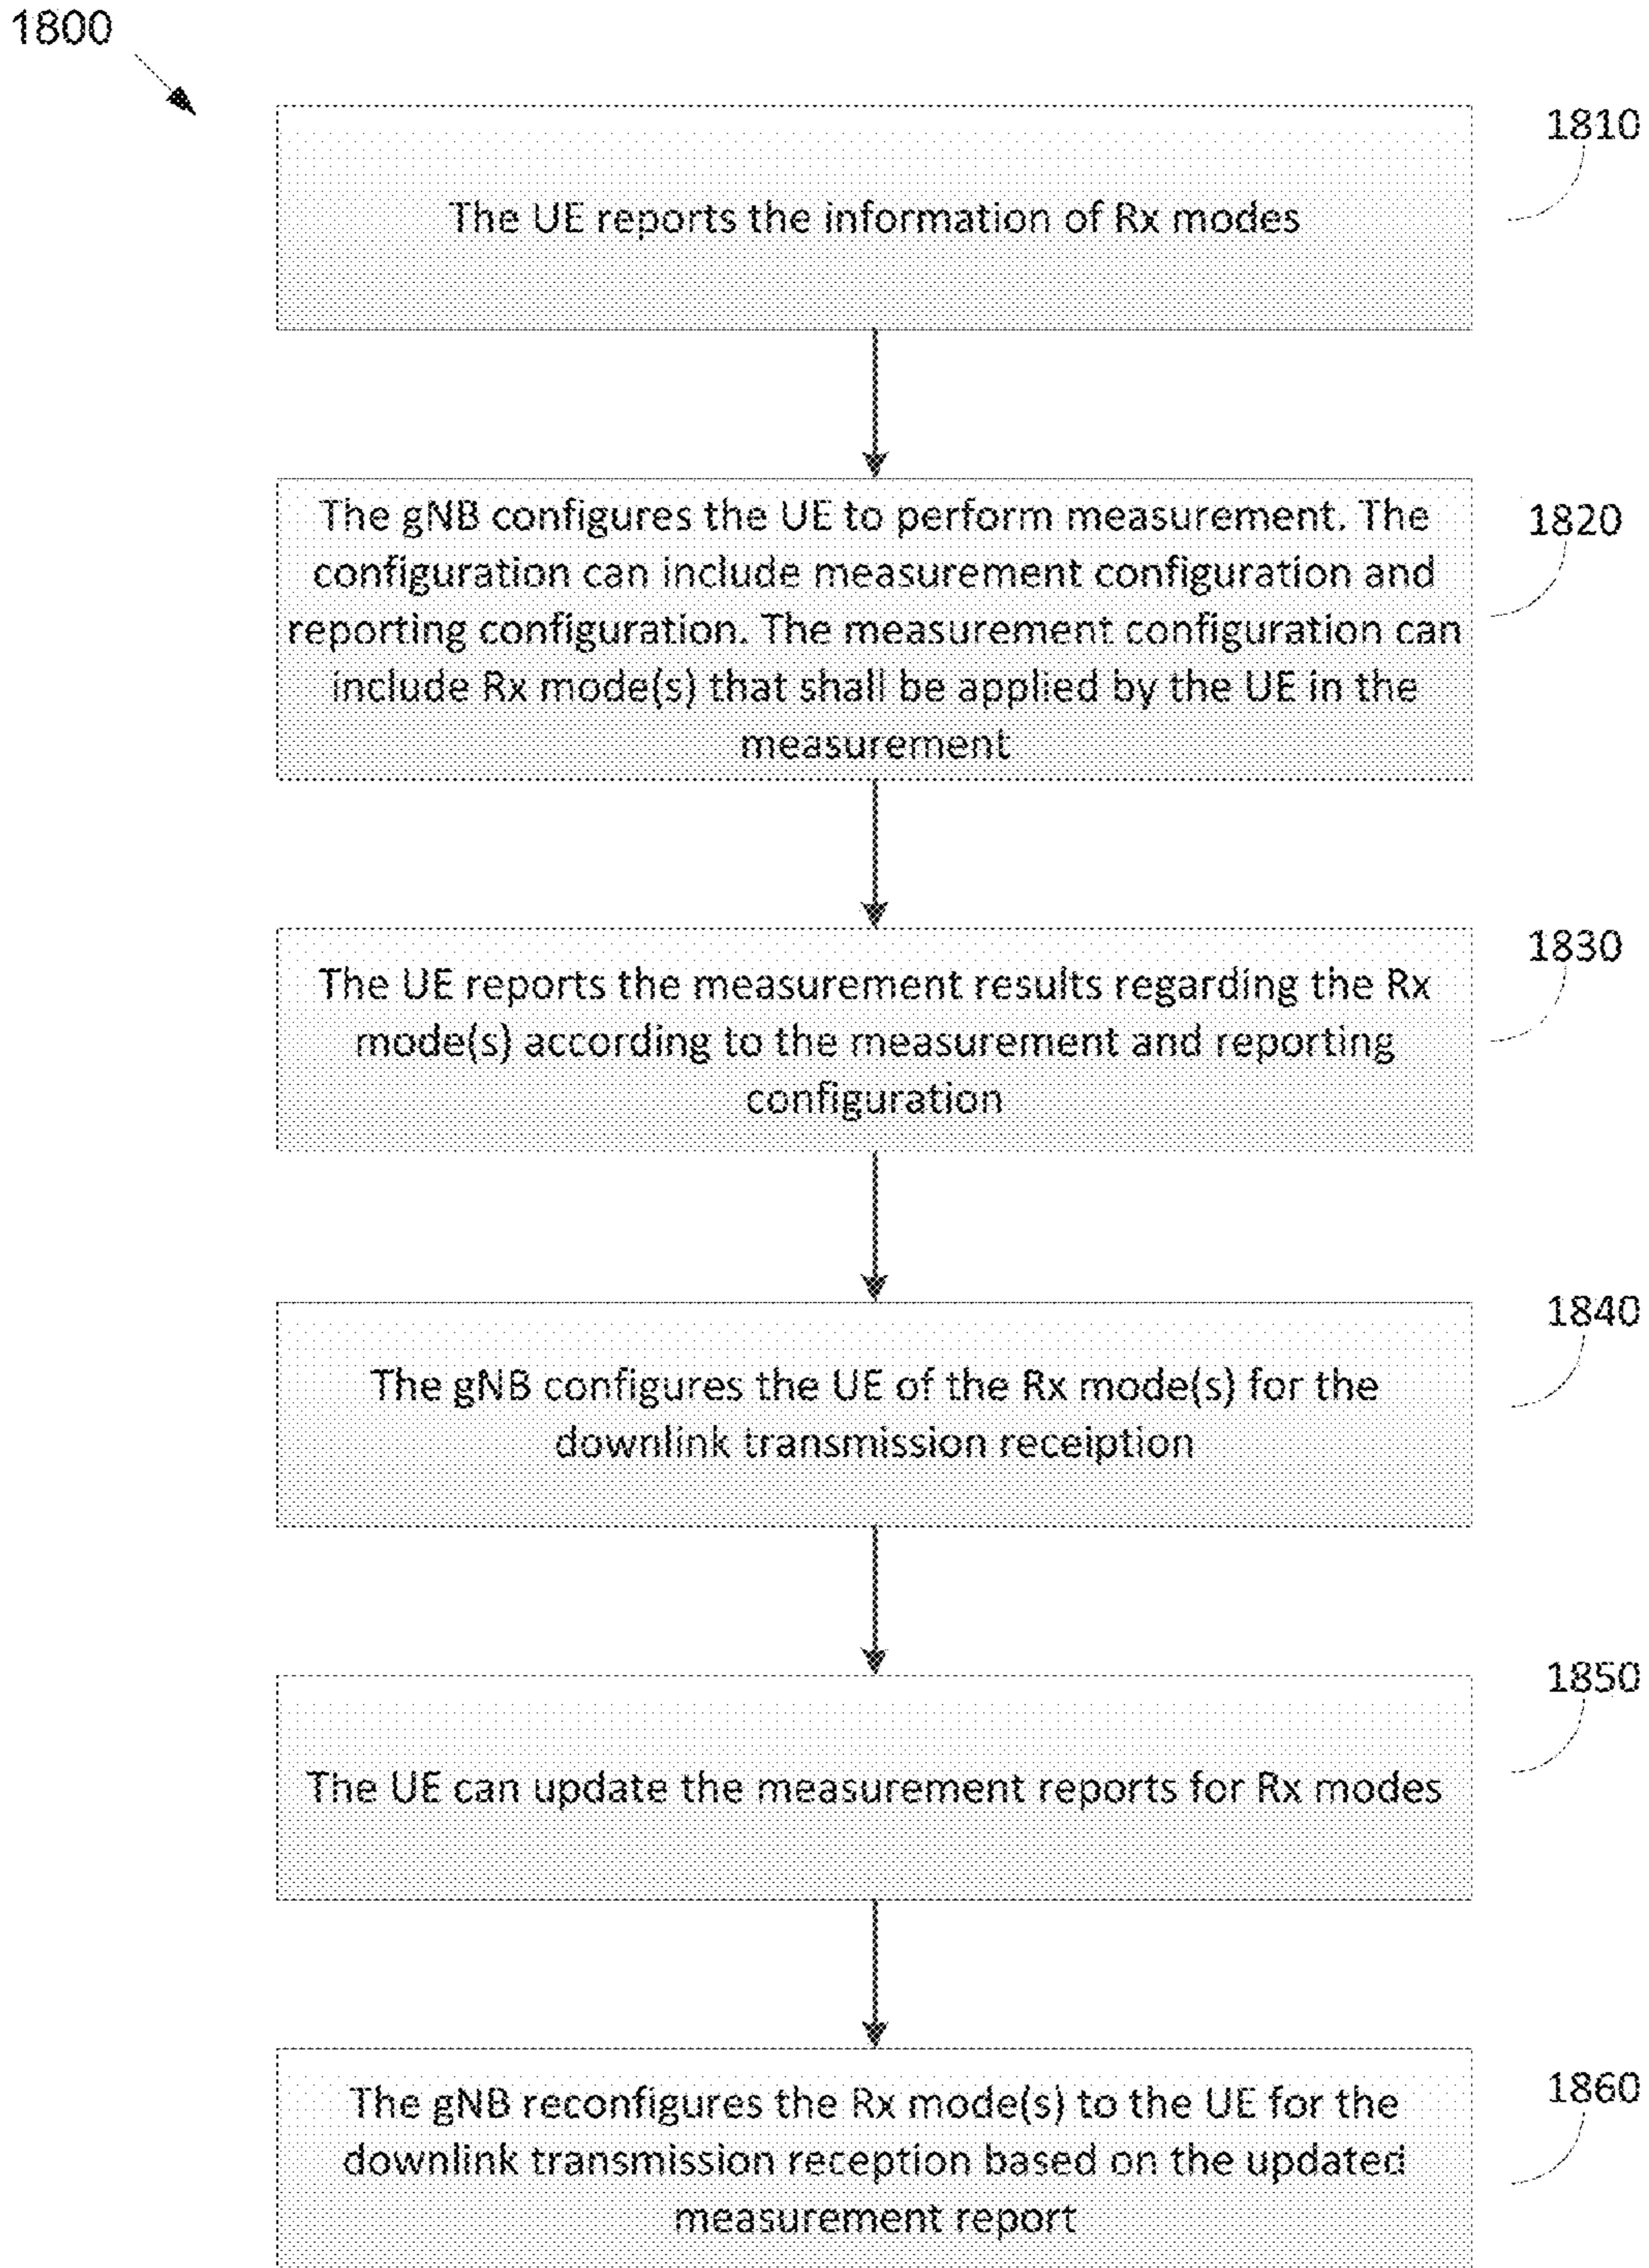 1800
1810
The UE reports the information of Rx modes
The gNB configures the UE to perform measurement. The
configuration can include measurement configuration and
reporting configuration. The measurement configuration can
include Rx mode(s) that shall be applied by the UE in the
measurement
1820
The UE reports the measurement results regarding the Rx
mode(s) according to the measurement and reporting
configuration
1830
The gNB configures the UE of the Rx mode(s) for the
downlink transmission receiption
1840
The UE can update the measurement reports for Rx modes
1850
The gNB reconfigures the Rx mode(s) to the UE for the
downlink transmission reception based on the updated
measurement report
1860